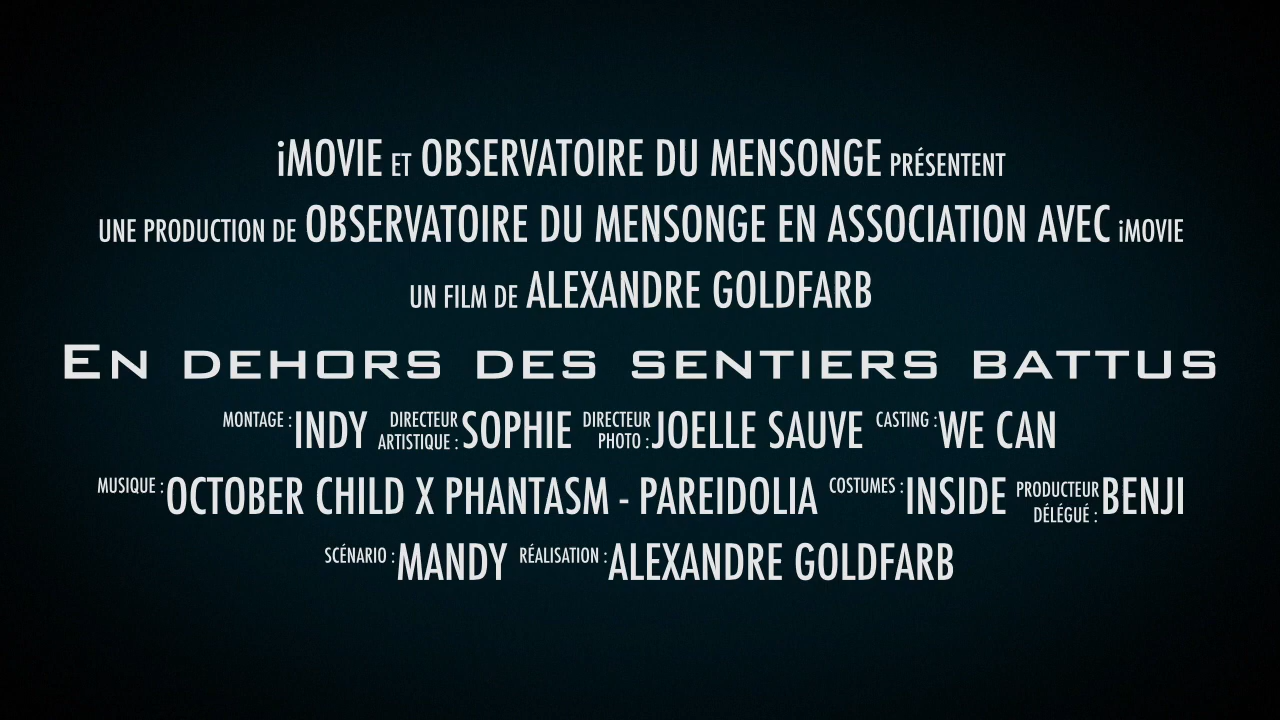 iMOVIE ET OBSERVATOIRE DU MENSONGE PRÉSENTENT
UNE PRODUCTION DE OBSERVATOIRE DU MENSONGE EN ASSOCIATION AVEC iMOVIE
UN FILM DE ALEXANDRE GOLDFARB
EN DEHORS DES SENTIERS BATTUS
MONTAGE : INDY DIRECTEUR ARTISTIQUE : SOPHIE DIRECTEUR PHOTO : JOELLE SAUVE CASTING : WE CAN
MUSIQUE : OCTOBER CHILD X PHANTASM - PAREIDOLIA COSTUMES : INSIDE PRODUCTEUR DÉLÉGUÉ : BENJI
SCÉNARIO : MANDY RÉALISATION : ALEXANDRE GOLDFARB